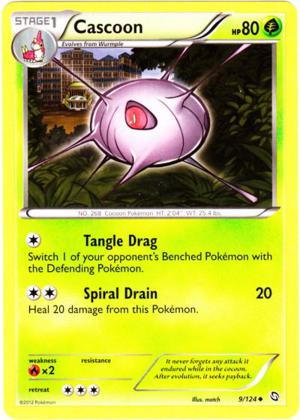 STAGE1
Cascoon
HP80
Evolves from Wurmple
NO. 268 Cocoon Pokémon HT: 2'04" WT: 25.4 lbs.
Tangle Drag
Switch 1 of your opponent's Benched Pokémon with
the Defending Pokémon.
Spiral Drain 20
Heal 20 damage from this Pokémon.
weakness resistance
×2
retreat
It never forgets any attack it
endured while in the cocoon.
After evolution, it seeks payback.
©2012 Pokémon
Illus. match 9/124